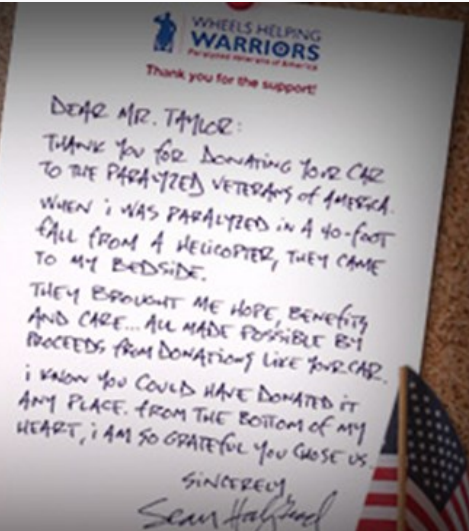 WHEELS HELPING
WARRIORS
Paralyzed Veterans of America
Thank you for the support!
DEAR MR. TAYLOR:
THANK YOU FOR DONATING YOUR CAR
TO THE PARALYZED VETERANS of AMERICA.
WHEN i WAS PARALYZED IN A 40-FOOT
FALL FROM A HELICOPTER, THEY CAME
TO MY BEDSIDE.
THEY BROUGHT ME HOPE, BENEFITS
AND CARE... ALL MADE POSSIBLE BY
PROCEEDS FROM DONATIONS LIKE YOUR CAR.
i KNOW YOU COULD HAVE DONATED IT
ANY PLACE. FROM THE BOTTOM OF MY
HEART, i AM SO GRATEFUL YOU CHOSE US.
SINCERELY
Sean